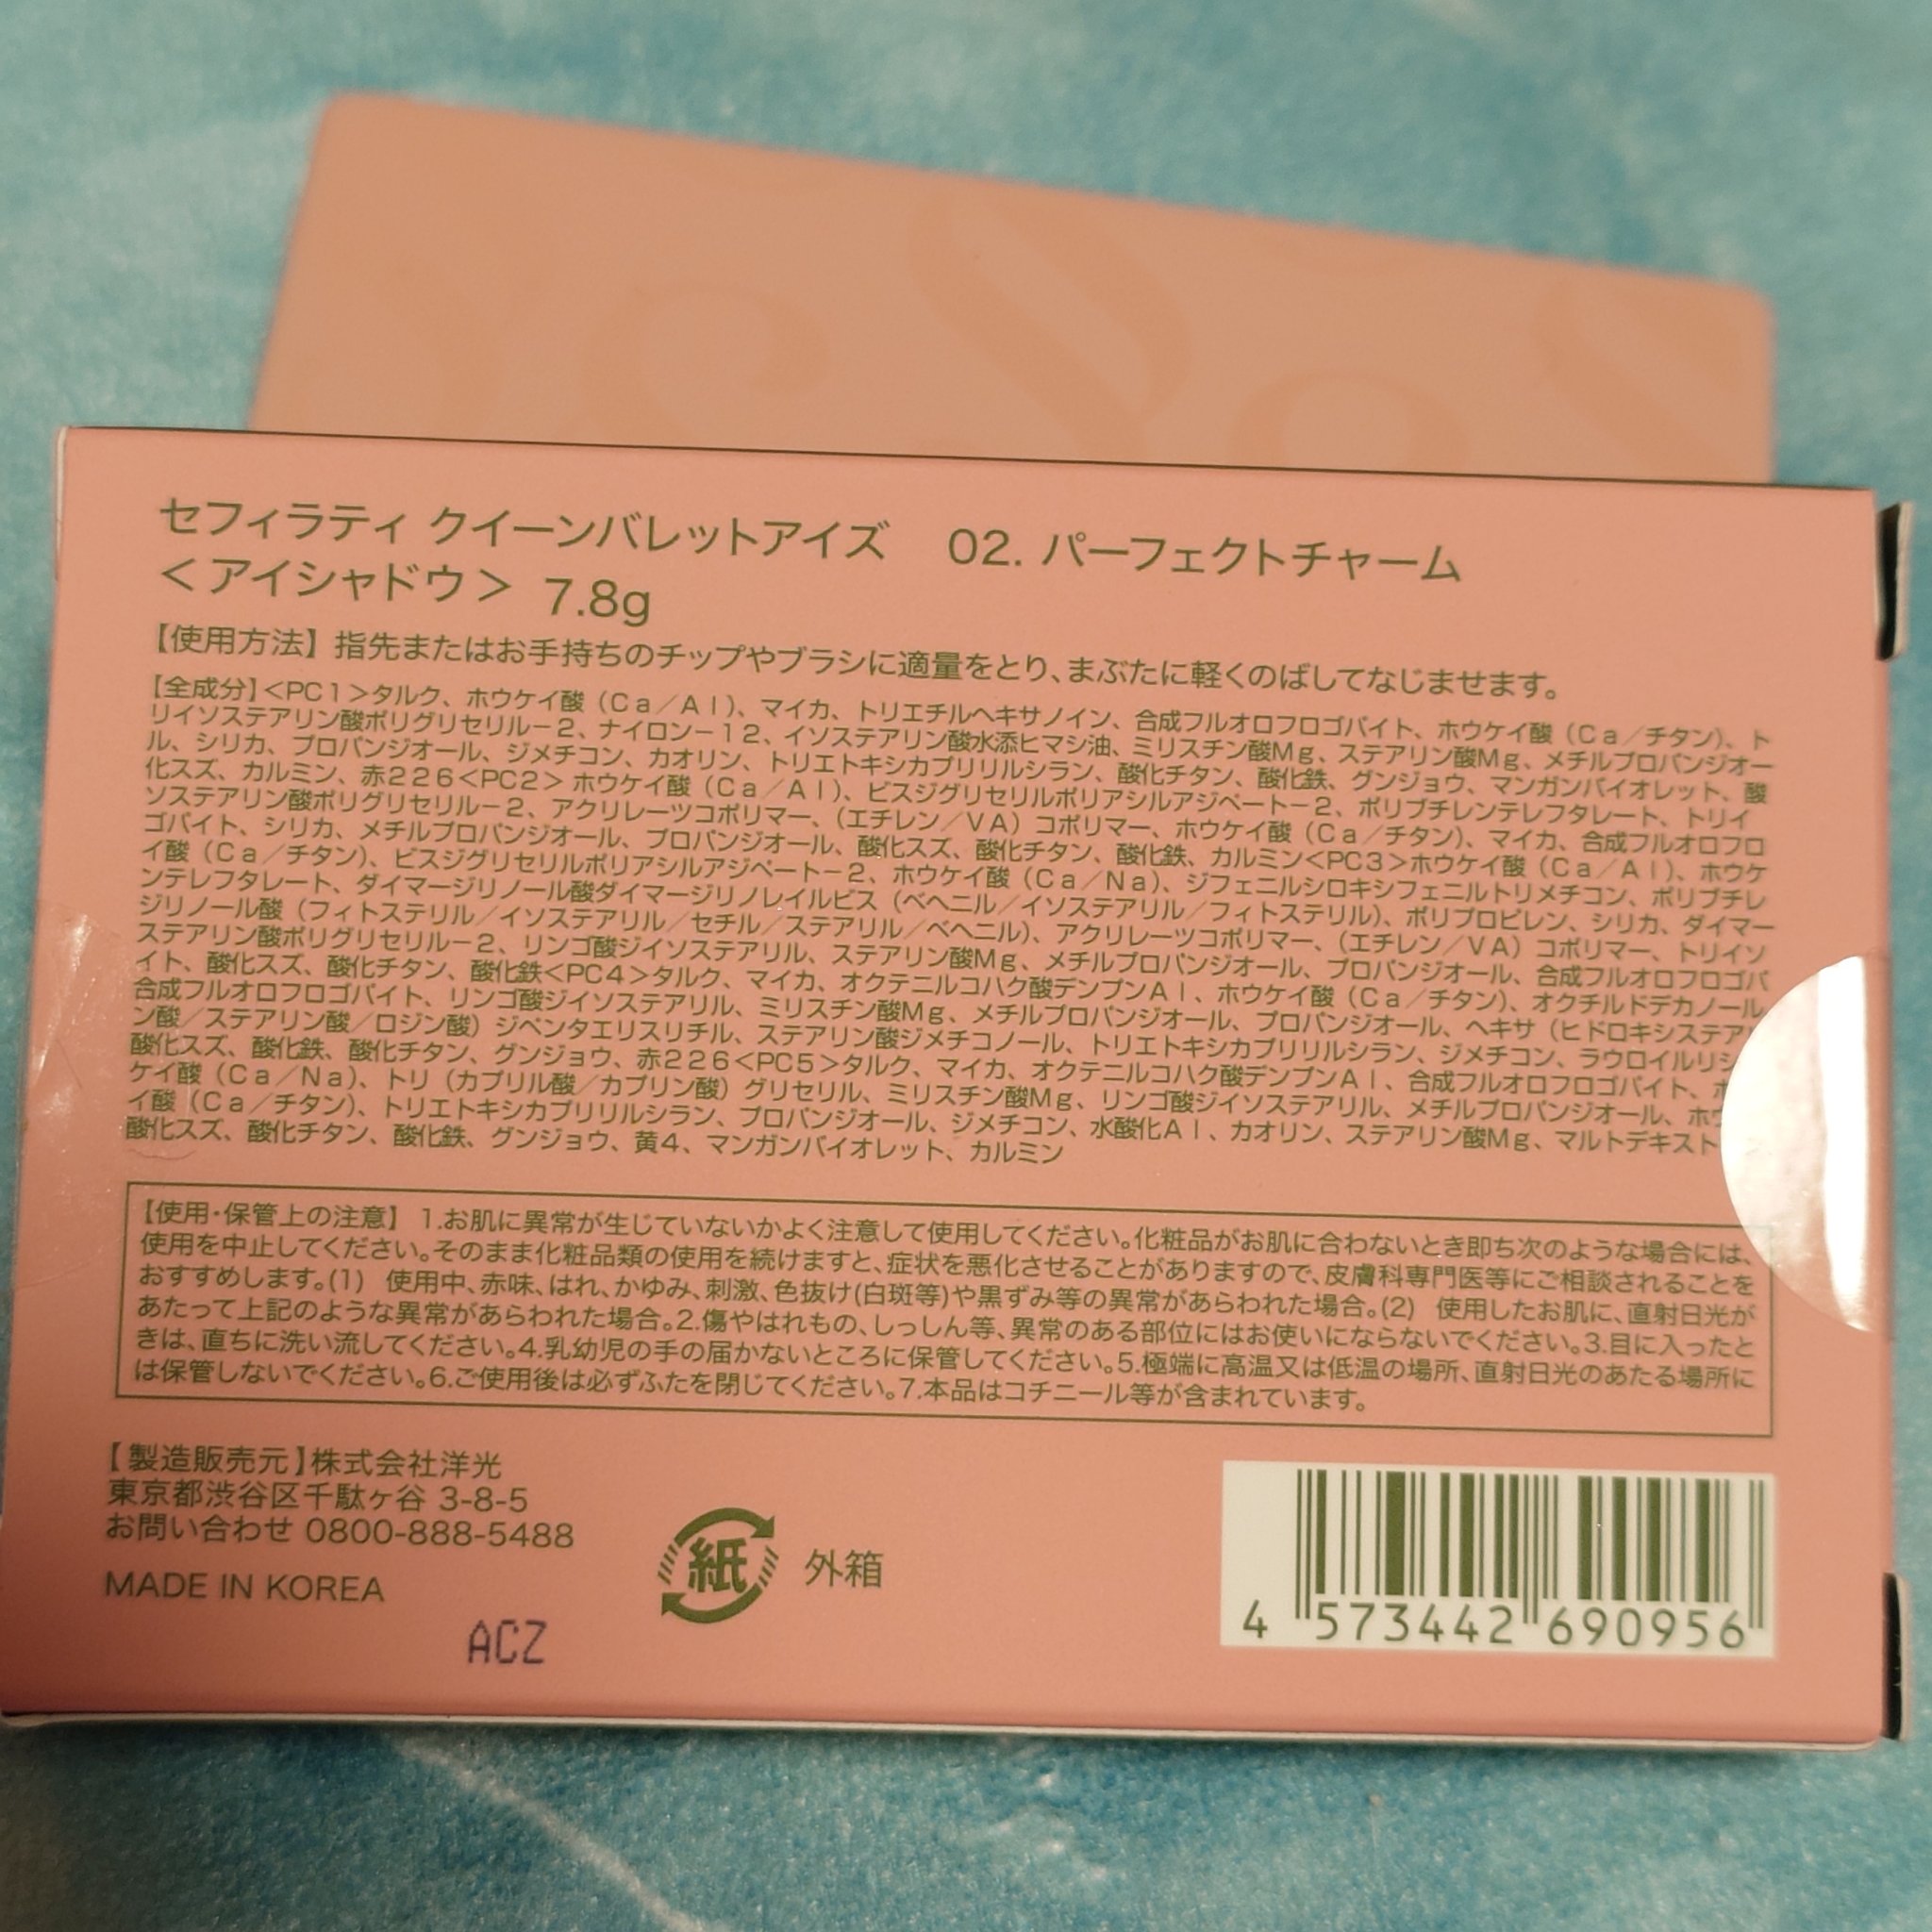 セフィラティ クイーンパレットアイズ 02. パーフェクトチャーム
＜アイシャドウ＞ 7.8g
【使用方法】指先またはお手持ちのチップやブラシに適量をとり、まぶたに軽くのばしてなじませます。
【全成分】＜PC1＞タルク、ホウケイ酸（Ca／Al）、マイカ、トリエチルヘキサノイン、合成フルオロフロゴパイト、ホウケイ酸（Ca／チタン）、ト
リイソステアリン酸ポリグリセリル－2、ナイロン－12、イソステアリン酸水添ヒマシ油、ミリスチン酸Mg、ステアリン酸Mg、メチルプロパンジオー
ル、シリカ、プロパンジオール、ジメチコン、カオリン、トリエトキシカプリリルシラン、酸化チタン、酸化鉄、グンジョウ、マンガンバイオレット、酸
化スズ、カルミン、赤226＜PC2＞ ホウケイ酸（Ca／Al）、ビスジグリセリルポリアシルアジペート－2、ポリブチレンテレフタレート、トリイ
ソステアリン酸ポリグリセリル－2、アクリレーツコポリマー、（エチレン／VA）コポリマー、ホウケイ酸（Ca／チタン）、マイカ、合成フルオロフロ
ゴパイト、シリカ、メチルプロパンジオール、プロパンジオール、酸化スズ、酸化チタン、酸化鉄、カルミン＜PC3＞ホウケイ酸（Ca／Al）、ホウケ
イ酸（Ca／チタン）、ビスジグリセリルポリアシルアジペート－2、ホウケイ酸（Ca／Na）、ジフェニルシロキシフェニルトリメチコン、ポリブチレ
ンテレフタレート、ダイマージリノール酸ダイマージリノレイルビス（ベヘニル／イソステアリル／フィトステリル）、ポリプロピレン、シリカ、ダイマー
ジリノール酸（フィトステリル／イソステアリル／セチル／ステアリル／ベヘニル）、アクリレーツコポリマー、（エチレン／VA）コポリマー、トリイソ
ステアリン酸ポリグリセリル－2、リンゴ酸ジイソステアリル、ステアリン酸Mg、メチルプロパンジオール、プロパンジオール、合成フルオロフロゴパ
イト、酸化スズ、酸化チタン、酸化鉄＜PC4＞タルク、マイカ、オクテニルコハク酸デンプンAl、ホウケイ酸（Ca／チタン）、オクチルドデカノール、
合成フルオロフロゴパイト、リンゴ酸ジイソステアリル、ミリスチン酸Mg、メチルプロパンジオール、プロパンジオール、ヘキサ（ヒドロキシステア
ン酸／ステアリン酸／ロジン酸）ジペンタエリスリチル、ステアリン酸ジメチコノール、トリエトキシカプリリルシラン、ジメチコン、ラウロイルリシ
酸化スズ、酸化鉄、酸化チタン、グンジョウ、赤226＜PC5＞タルク、マイカ、オクテニルコハク酸デンプンAl、合成フルオロフロゴパイト、ホ
ケイ酸（Ca／Na）、トリ（カプリル酸／カプリン酸）グリセリル、ミリスチン酸Mg、リンゴ酸ジイソステアリル、メチルプロパンジオール、ホウ
イ酸（Ca／チタン）、トリエトキシカプリリルシラン、プロパンジオール、ジメチコン、水酸化Al、カオリン、ステアリン酸Mg、マルトデキスト
酸化スズ、酸化チタン、酸化鉄、グンジョウ、黄4、マンガンバイオレット、カルミン
【使用・保管上の注意】 1.お肌に異常が生じていないかよく注意して使用してください。化粧品がお肌に合わないとき即ち次のような場合には、
使用を中止してください。そのまま化粧品類の使用を続けますと、症状を悪化させることがありますので、皮膚科専門医等にご相談されることを
おすすめします。(1) 使用中、赤味、はれ、かゆみ、刺激、色抜け(白斑等)や黒ずみ等の異常があらわれた場合。(2) 使用したお肌に、直射日光が
あたって上記のような異常があらわれた場合。2.傷やはれもの、しっしん等、異常のある部位にはお使いにならないでください。3.目に入ったと
きは、直ちに洗い流してください。4.乳幼児の手の届かないところに保管してください。5.極端に高温又は低温の場所、直射日光のあたる場所に
は保管しないでください。6.ご使用後は必ずふたを閉じてください。7.本品はコチニール等が含まれています。
【製造販売元】株式会社洋光
東京都渋谷区千駄ヶ谷 3-8-5
お問い合わせ 0800-888-5488
MADE IN KOREA
ACZ
紙 外箱
4 573442 690956